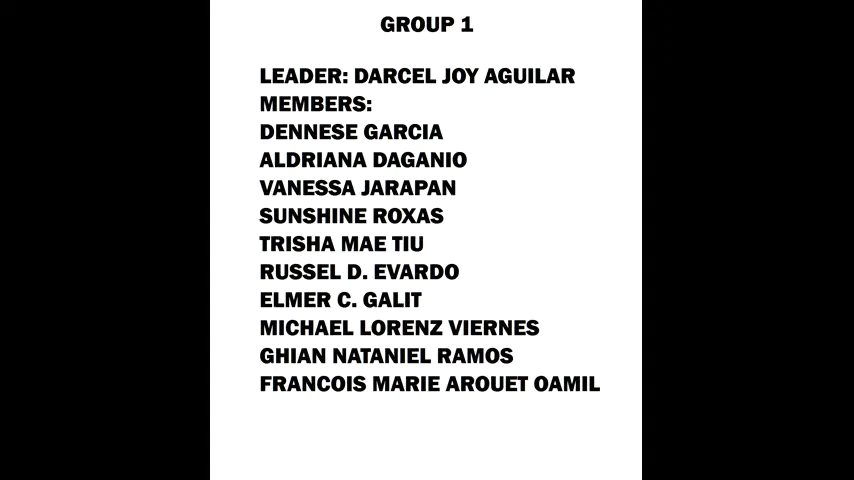 GROUP 1
LEADER: DARCEL JOY AGUILAR
MEMBERS:
DENNESE GARCIA
ALDRIANA DAGANIO
VANESSA JARAPAN
SUNSHINE ROXAS
TRISHA MAE TIU
RUSSEL D. EVARDO
ELMER C. GALIT
MICHAEL LORENZ VIERNES
GHIAN NATANIEL RAMOS
FRANCOIS MARIE AROUET OAMIL